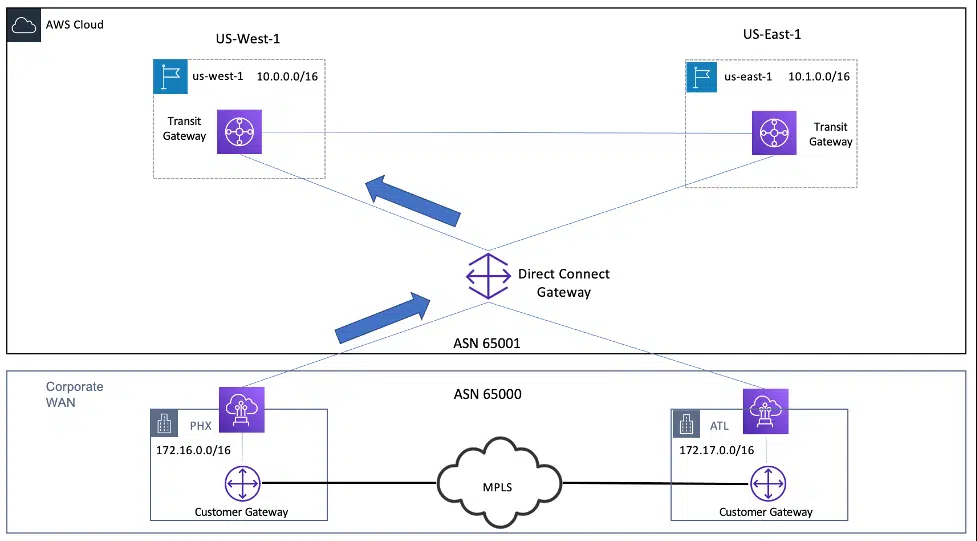 AWS Cloud
US-West-1
US-East-1
us-west-1 10.0.0.0/16
us-east-1 10.1.0.0/16
Transit
Gateway
Transit
Gateway
Direct Connect
Gateway
ASN 65001
Corporate
WAN
ASN 65000
PHX
ATL
172.16.0.0/16
172.17.0.0/16
MPLS
Customer Gateway
Customer Gateway